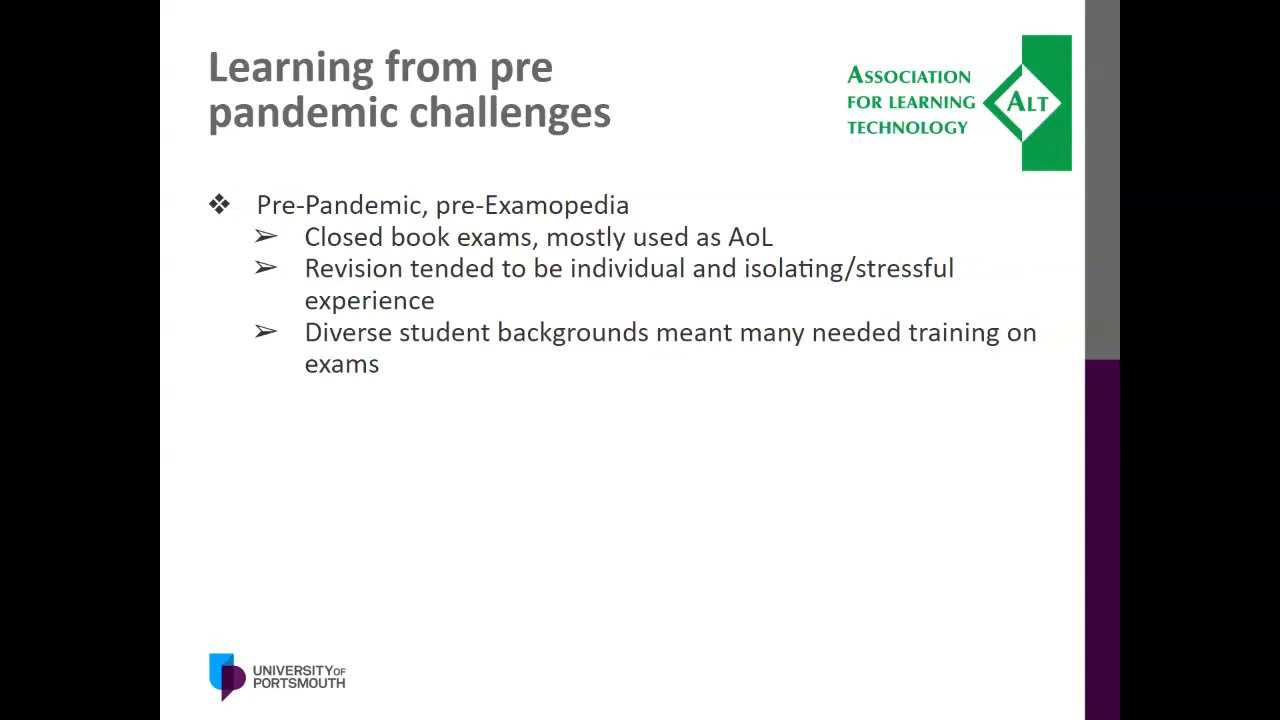 Learning from pre
pandemic challenges
ASSOCIATION
FOR LEARNING
TECHNOLOGY
ALT
❖ Pre-Pandemic, pre-Examopedia
➢ Closed book exams, mostly used as AoL
➢ Revision tended to be individual and isolating/stressful
experience
➢ Diverse student backgrounds meant many needed training on
exams
UNIVERSITY OF
PORTSMOUTH